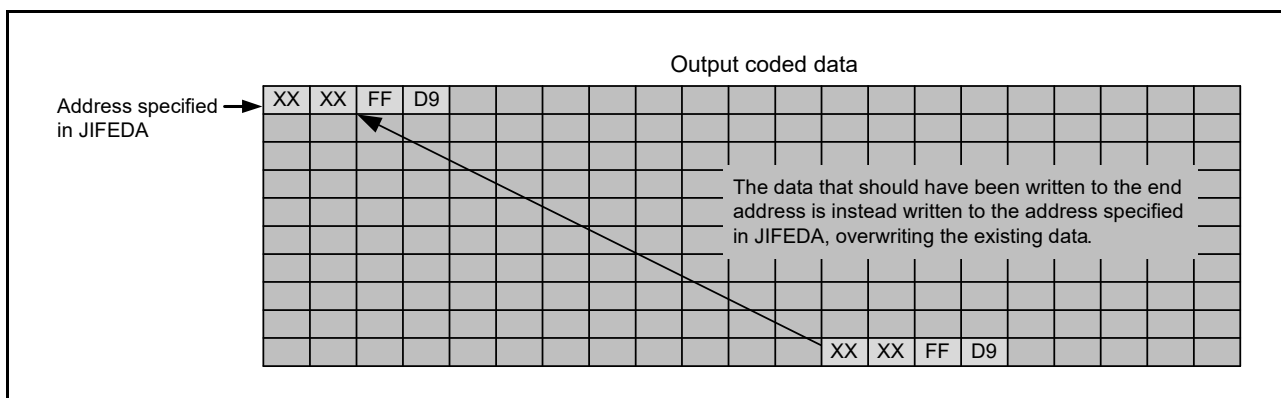 Output coded data
Address specified
in JIFEDA
XX XX FF D9
The data that should have been written to the end
address is instead written to the address specified
in JIFEDA, overwriting the existing data.
XX XX FF D9